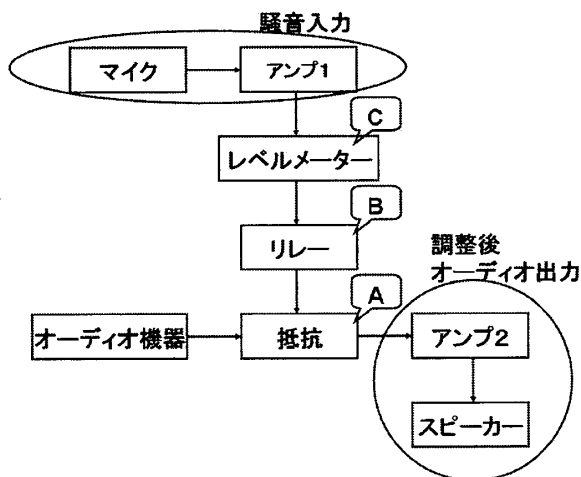 騒音入力
マイク
アンプ1
C
レベルメーター
B
リレー
調整後
オーディオ出力
A
オーディオ機器
抵抗
アンプ2
スピーカー